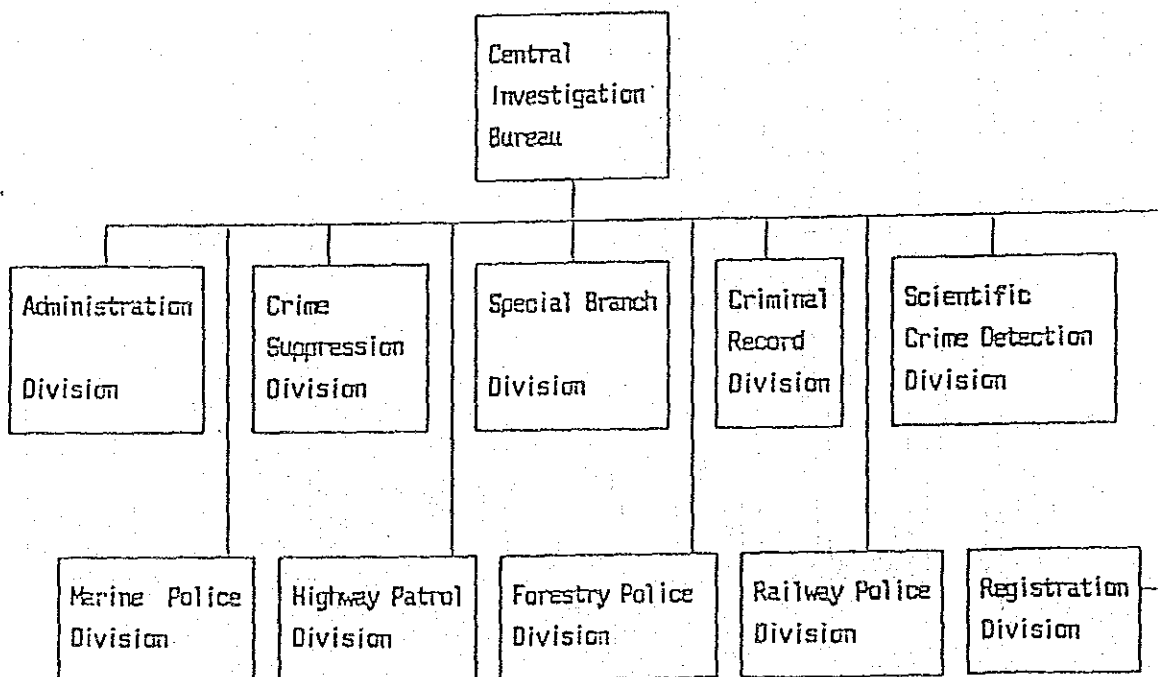 Central
Investigation
Bureau
Administration
Division
Crime
Suppression
Division
Special Branch
Division
Criminal
Record
Division
Scientific
Crime Detection
Division
Marine Police
Division
Highway Patrol
Division
Forestry Police
Division
Railway Police
Division
Registration
Division